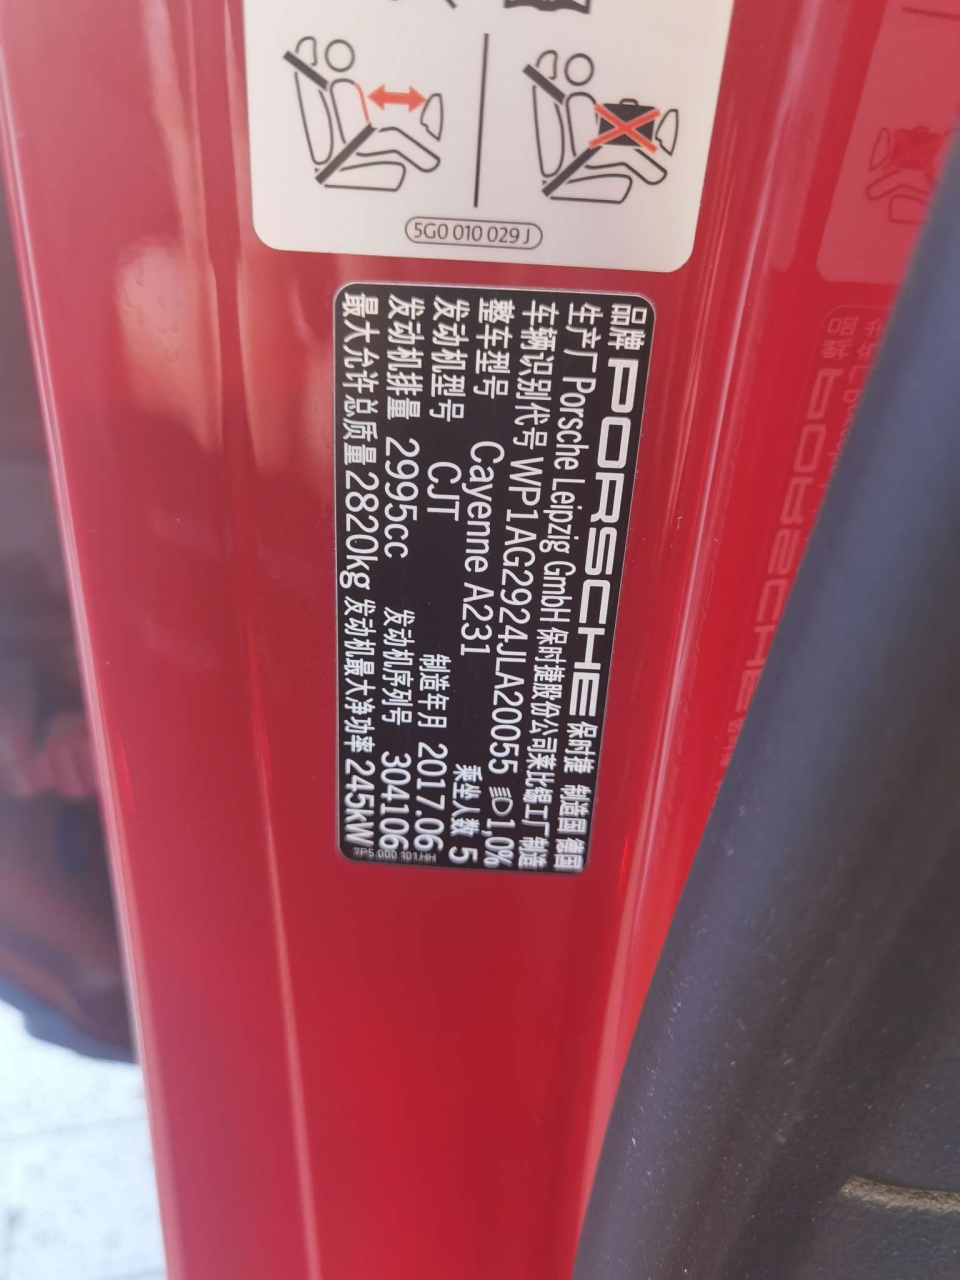 5G0 010 029 J
品牌 PORSCHE 保时捷 制造国 德国
生产厂 Porsche Leipzig GmbH 保时捷股份公司莱比锡工厂制造
车辆识别代号 WP1AG2924JLA20055 1,0%
整车型号 Cayenne A231 乘坐人数 5
发动机型号 CJT 制造年月 2017.06
发动机排量 2995cc 发动机序列号 304106
最大允许总质量 2820kg 发动机最大净功率 245kW
7P5.000.101.HH